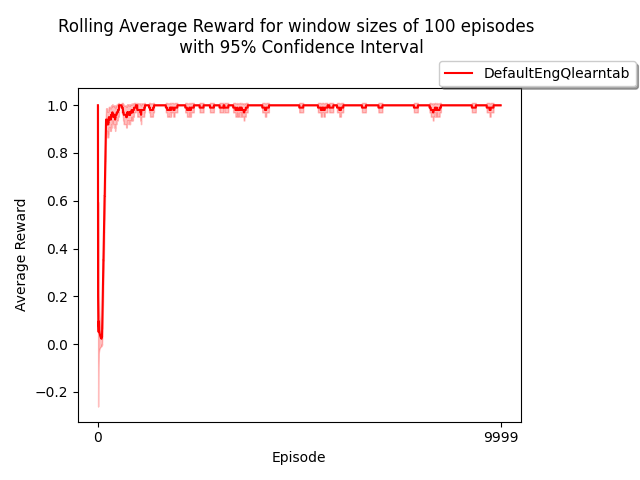 Rolling Average Reward for window sizes of 100 episodes
with 95% Confidence Interval
DefaultEngQlearntab
1.0
0.8
0.6
0.4
0.2
0.0
−0.2
Average Reward
0
9999
Episode